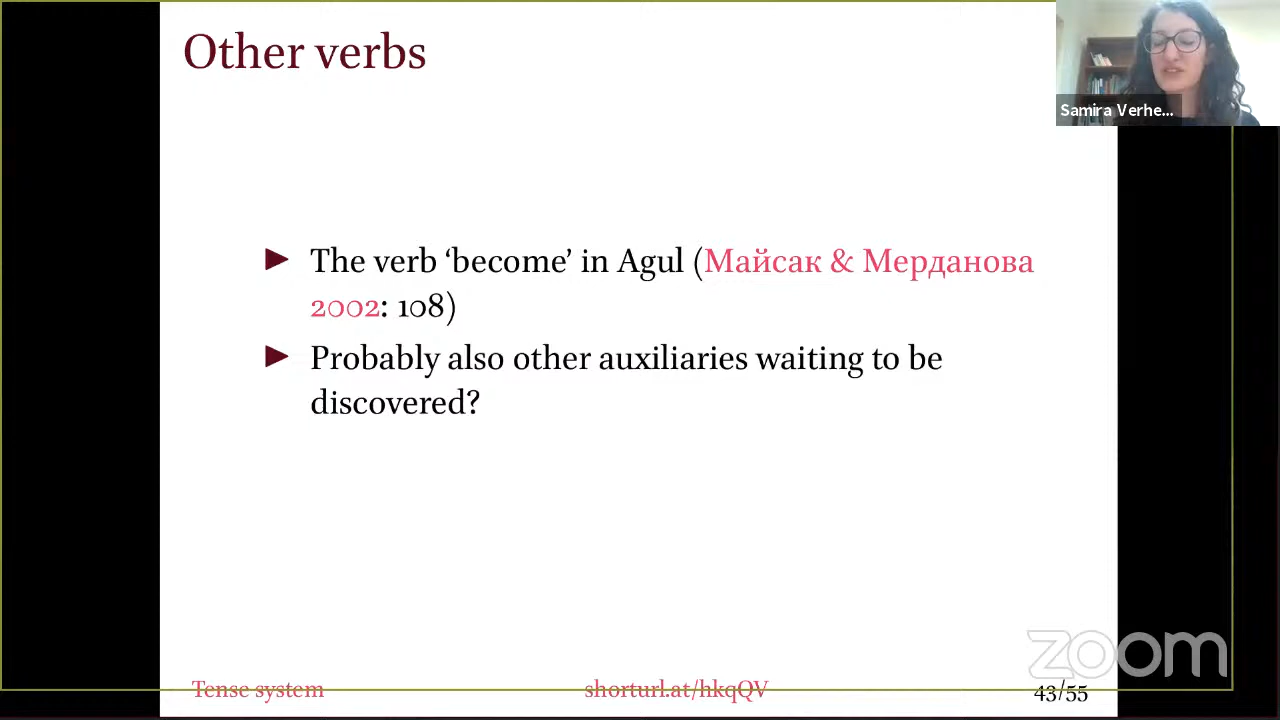 Other verbs
Samira Verhe...
▶ The verb ‘become’ in Agul (Майсак & Мерданова
2002: 108)
▶ Probably also other auxiliaries waiting to be
discovered?
zoom
Tense system
shorturl.at/hkqQV
43/55